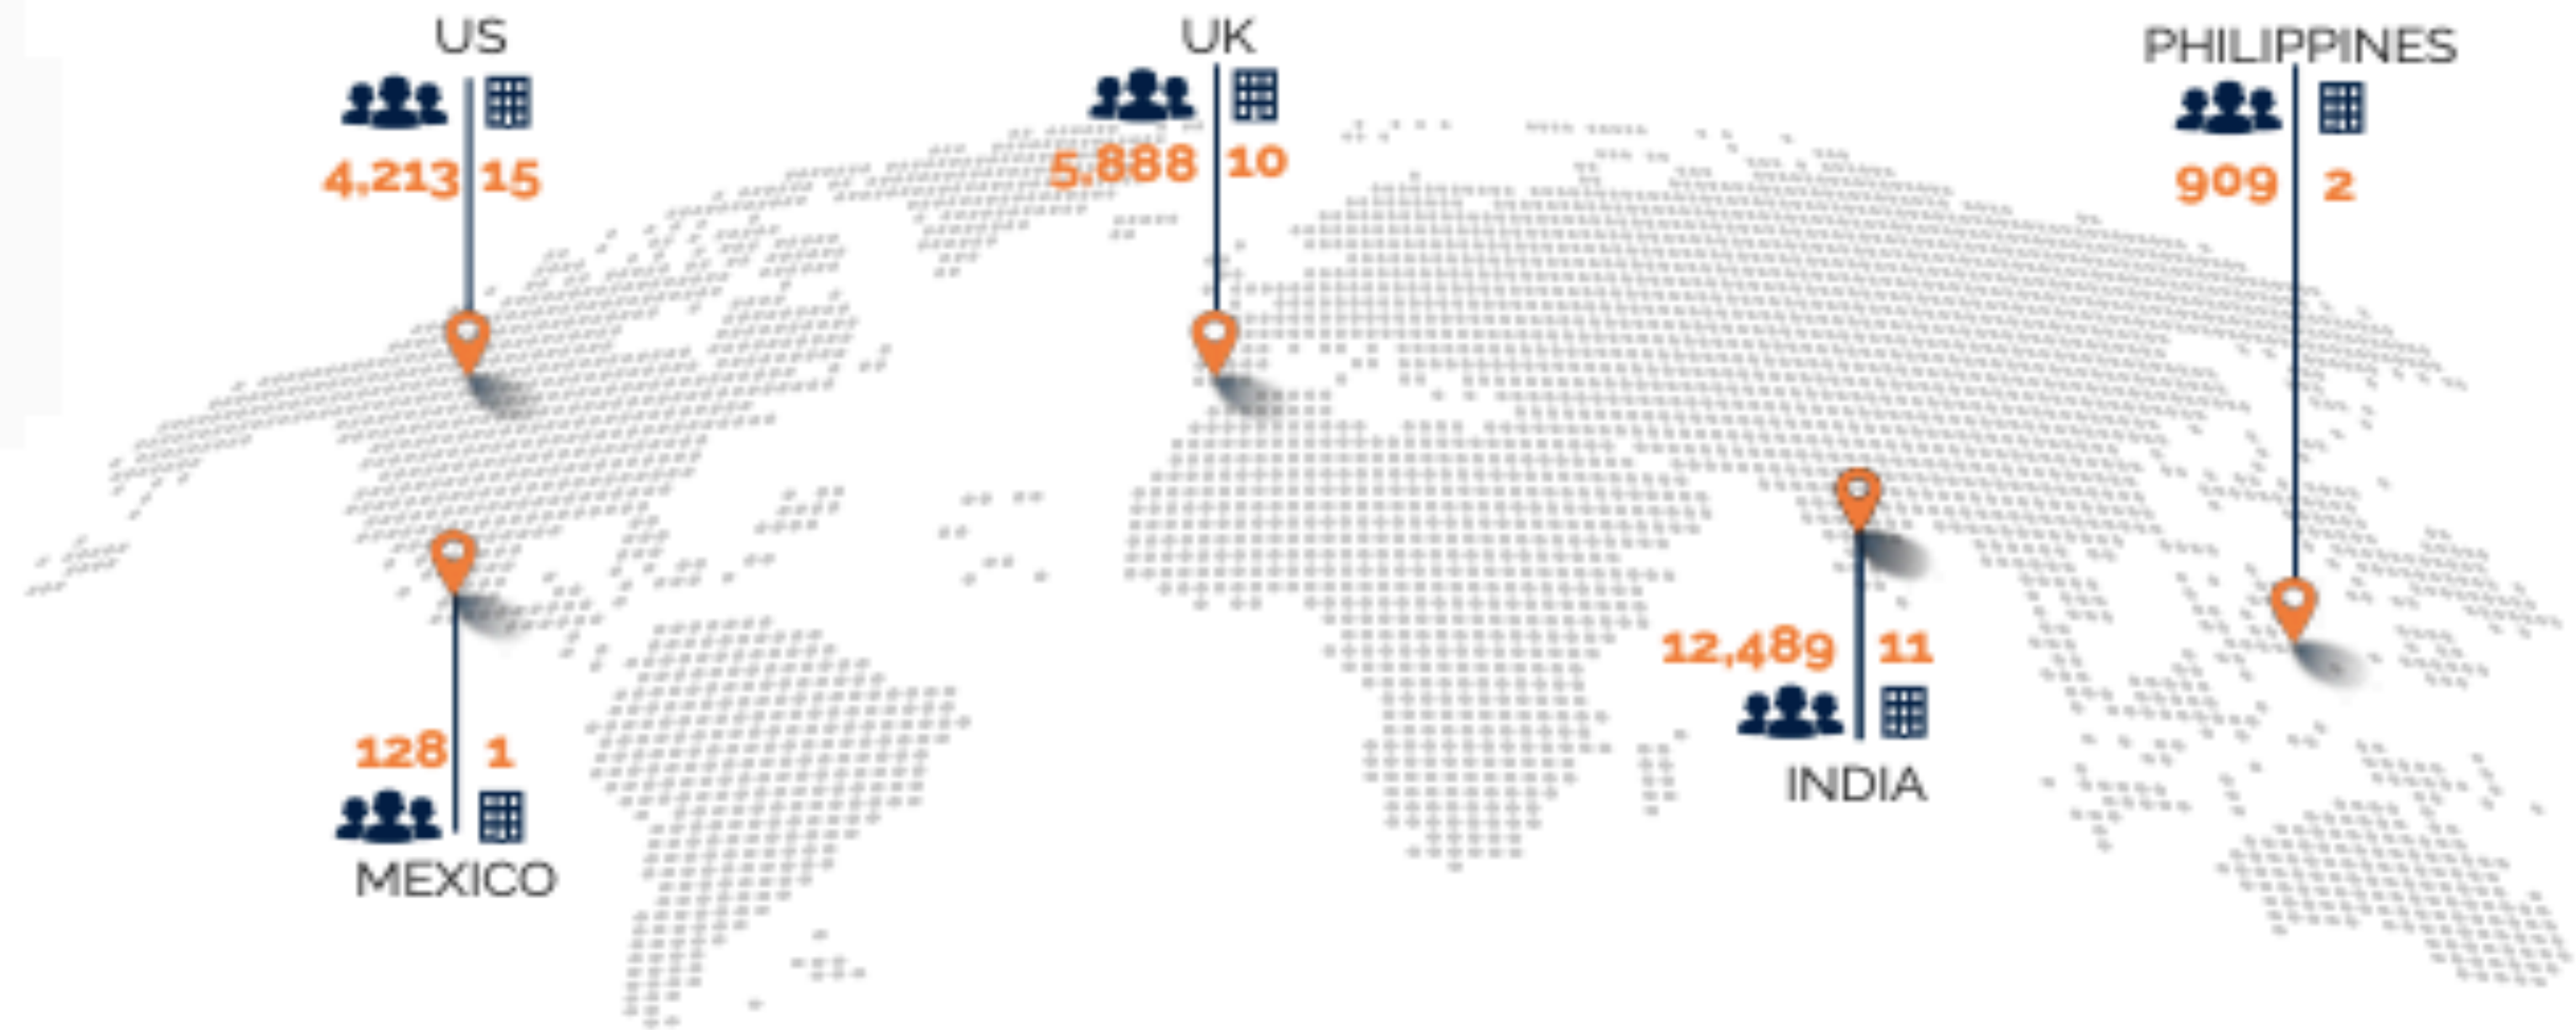 US
4,213 15
UK
5,888 10
PHILIPPINES
909 2
128 1
MEXICO
12,489 11
INDIA